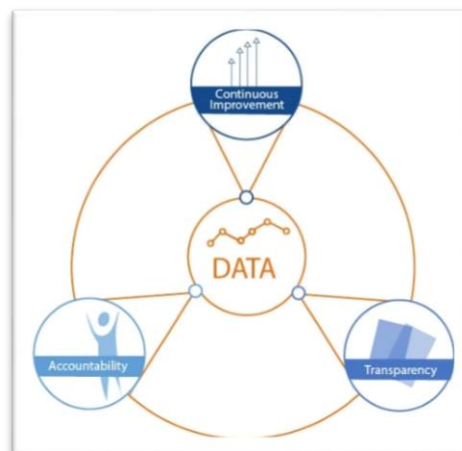 Continuous
Improvement
DATA
Accountability
Transparency